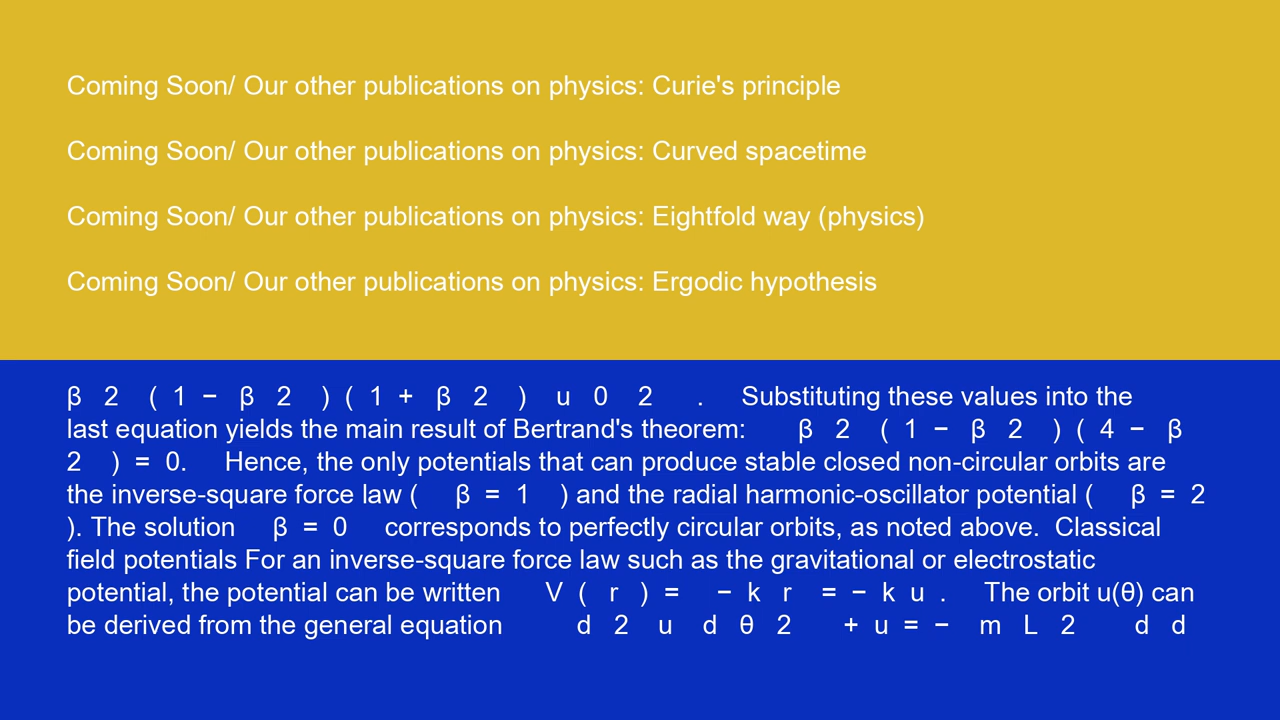 Coming Soon/ Our other publications on physics: Curie's principle
Coming Soon/ Our other publications on physics: Curved spacetime
Coming Soon/ Our other publications on physics: Eightfold way (physics)
Coming Soon/ Our other publications on physics: Ergodic hypothesis
β 2 ( 1 − β 2 ) ( 1 + β 2 ) u 0 2 . Substituting these values into the
last equation yields the main result of Bertrand's theorem: β 2 ( 1 − β 2 ) ( 4 − β
2 ) = 0. Hence, the only potentials that can produce stable closed non-circular orbits are
the inverse-square force law ( β = 1 ) and the radial harmonic-oscillator potential ( β = 2
). The solution β = 0 corresponds to perfectly circular orbits, as noted above. Classical
field potentials For an inverse-square force law such as the gravitational or electrostatic
potential, the potential can be written V ( r ) = − k r = − k u . The orbit u(θ) can
be derived from the general equation d 2 u d θ 2 + u = − m L 2 d d